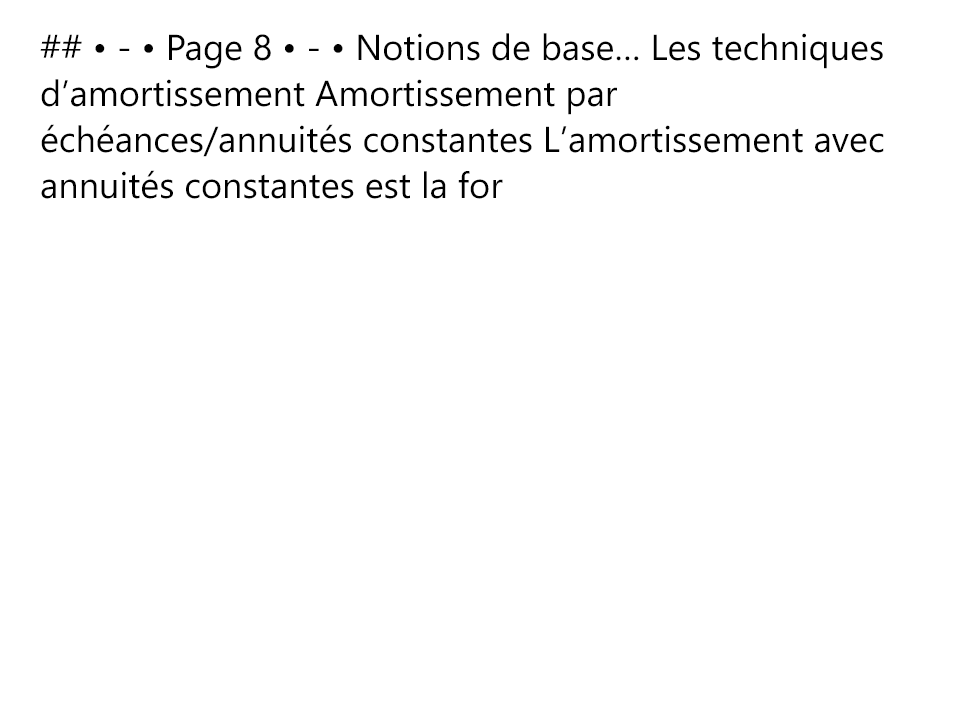 ## • - • Page 8 • - • Notions de base… Les techniques
d’amortissement Amortissement par
échéances/annuités constantes L’amortissement avec
annuités constantes est la for